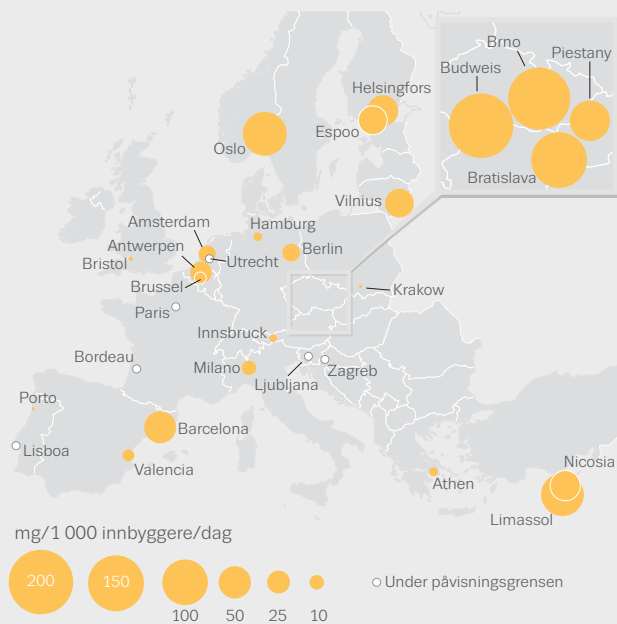 Brno
Piestany
Budweis
Helsingfors
Espoo
Oslo
Bratislava
Vilnius
Amsterdam
Hamburg
Antwerpen
Berlin
Bristol
Utrecht
Brussel
Krakow
Paris
Innsbruck
Bordeau
Milano
Zagreb
Ljubljana
Porto
Barcelona
Lisboa
Valencia
Nicosia
Athen
Limassol
mg/1 000 innbyggere/dag
200
150
100
50
25
10
Under påvisningsgrensen